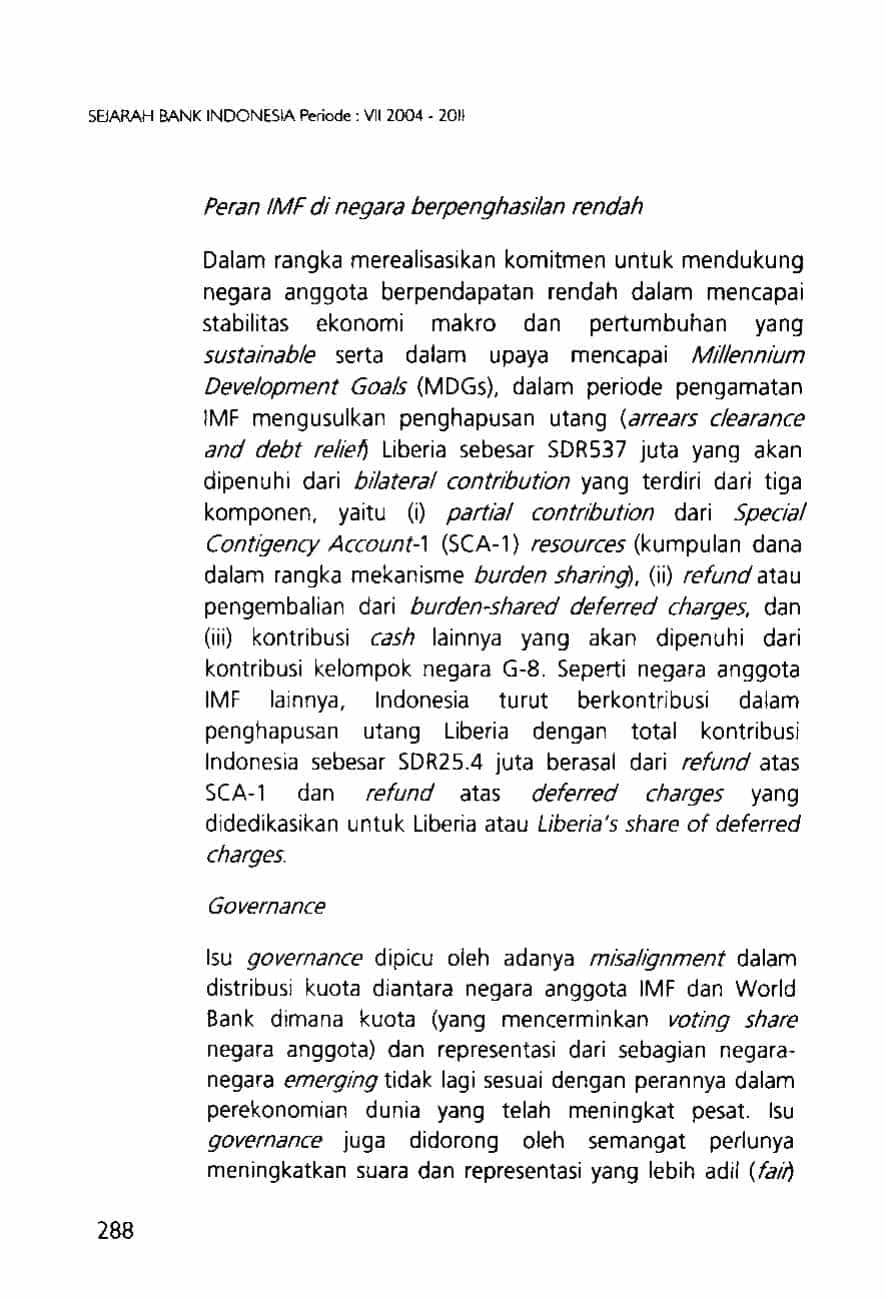 SEJARAH BANK INDONESIA Periode : VII 2004 - 2011
Peran IMF di negara berpenghasilan rendah
Dalam rangka merealisasikan komitmen untuk mendukung
negara anggota berpendapatan rendah dalam mencapai
stabilitas ekonomi makro dan pertumbuhan yang
sustainable serta dalam upaya mencapai Millennium
Development Goals (MDGs), dalam periode pengamatan
IMF mengusulkan penghapusan utang (arrears clearance
and debt relief) Liberia sebesar SDR537 juta yang akan
dipenuhi dari bilateral contribution yang terdiri dari tiga
komponen, yaitu (i) partial contribution dari Special
Contigency Account-1 (SCA-1) resources (kumpulan dana
dalam rangka mekanisme burden sharing), (ii) refund atau
pengembalian dari burden-shared deferred charges, dan
(iii) kontribusi cash lainnya yang akan dipenuhi dari
kontribusi kelompok negara G-8. Seperti negara anggota
IMF lainnya, Indonesia turut berkontribusi dalam
penghapusan utang Liberia dengan total kontribusi
Indonesia sebesar SDR25.4 juta berasal dari refund atas
SCA-1 dan refund atas deferred charges yang
didedikasikan untuk Liberia atau Liberia's share of deferred
charges.
Governance
Isu governance dipicu oleh adanya misalignment dalam
distribusi kuota diantara negara anggota IMF dan World
Bank dimana kuota (yang mencerminkan voting share
negara anggota) dan representasi dari sebagian negara-
negara emerging tidak lagi sesuai dengan perannya dalam
perekonomian dunia yang telah meningkat pesat. Isu
governance juga didorong oleh semangat perlunya
meningkatkan suara dan representasi yang lebih adil (fair)
288